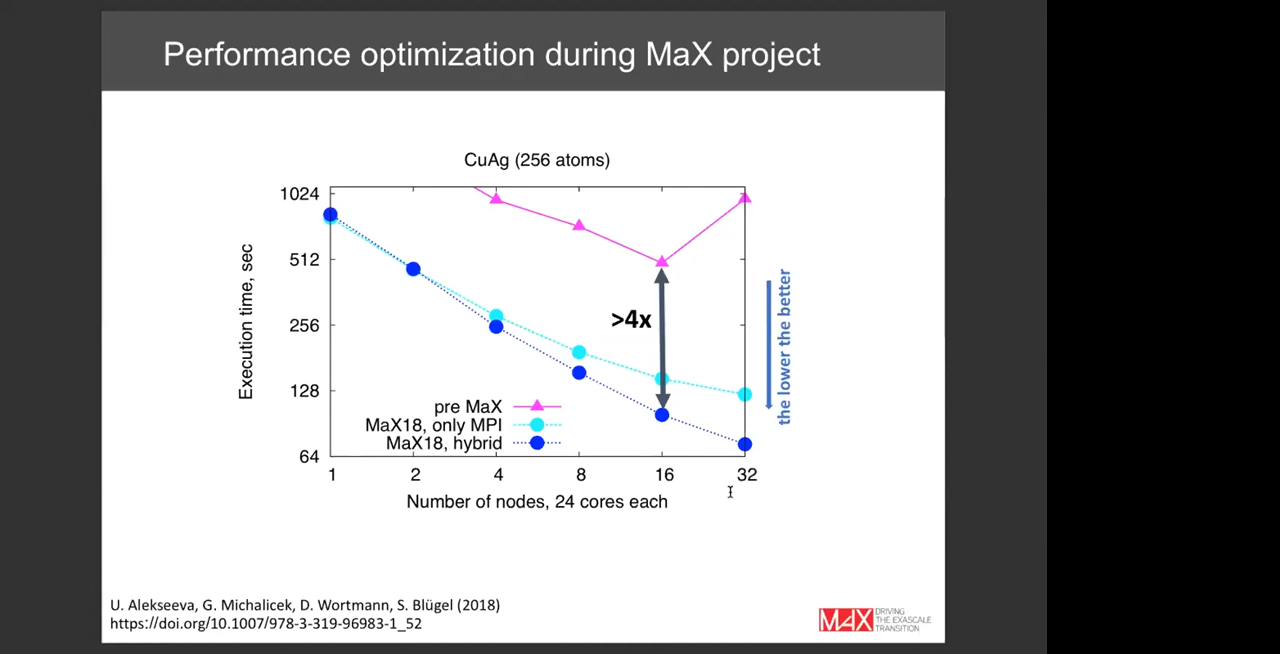 Performance optimization during MaX project
CuAg (256 atoms)
1024
512
256
128
64
Execution time, sec
>4x
the lower the better
pre MaX
MaX18, only MPI
MaX18, hybrid
1 2 4 8 16 32
Number of nodes, 24 cores each
U. Alekseeva, G. Michalicek, D. Wortmann, S. Blügel (2018)
https://doi.org/10.1007/978-3-319-96983-1_52
MAX
DRIVING
THE EXASCALE
TRANSITION